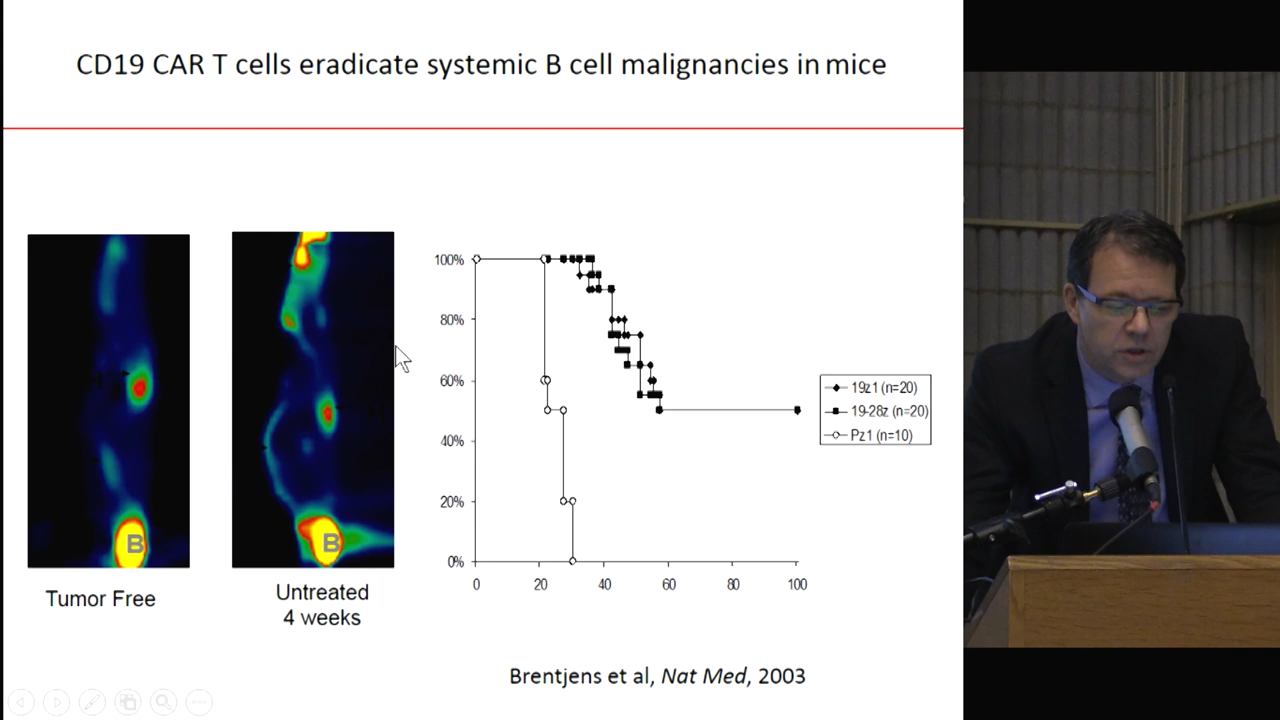 CD19 CAR T cells eradicate systemic B cell malignancies in mice
B
Tumor Free
B
Untreated
4 weeks
100%
80%
60%
40%
20%
0%
0 20 40 60 80 100
19z1 (n=20)
19-28z (n=20)
Pz1 (n=10)
Brentjens et al, Nat Med, 2003